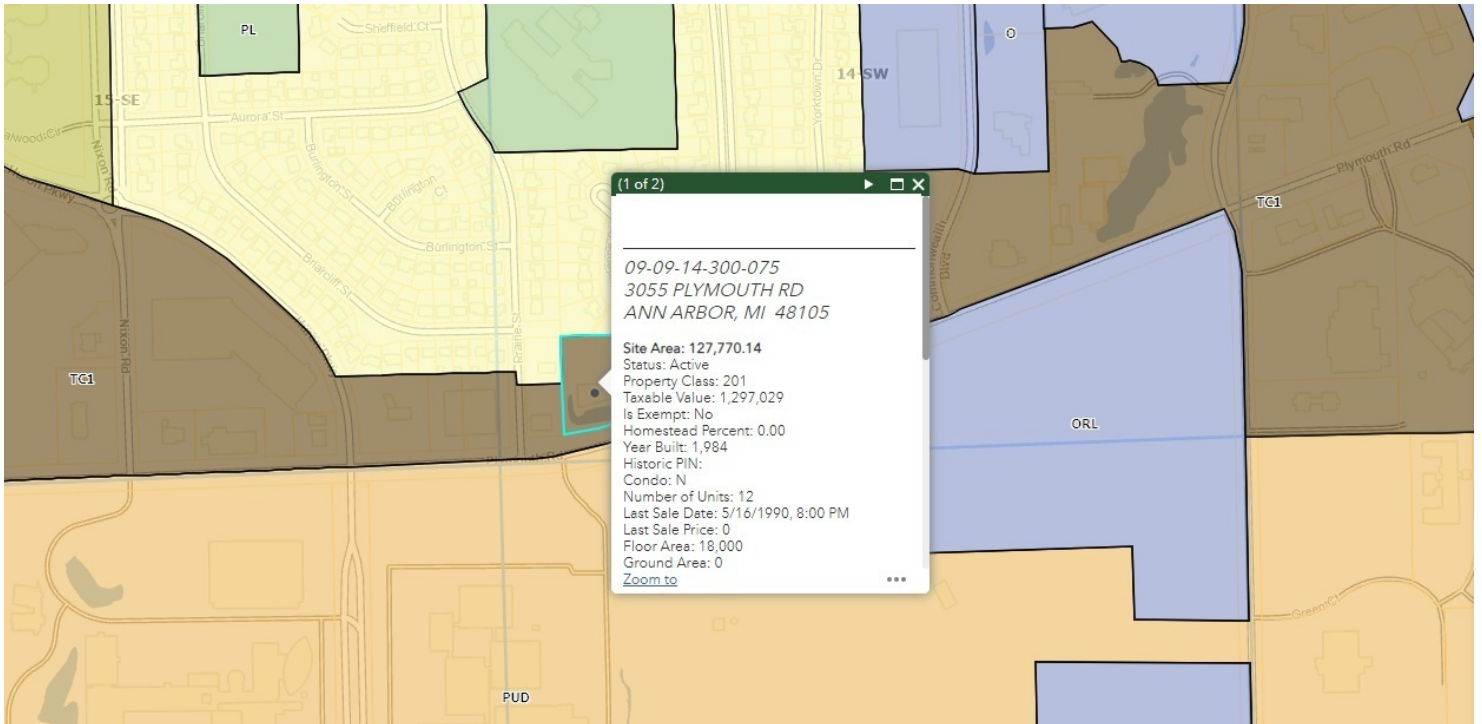 PL
Sheffield Ct
O
14-SW
15-SE
Aurora St
Yorktown Dr
Nixon Rd
Burlington St
Burlington Ct
Plymouth Rd
TC1
Burlington St
Briarcliff St
Commonwealth Blvd
Prairie St
Nixon Rd
TC1
(1 of 2)
09-09-14-300-075
3055 PLYMOUTH RD
ANN ARBOR, MI 48105
Site Area: 127,770.14
Status: Active
Property Class: 201
Taxable Value: 1,297,029
Is Exempt: No
Homestead Percent: 0.00
Year Built: 1,984
Historic PIN:
Condo: N
Number of Units: 12
Last Sale Date: 5/16/1990, 8:00 PM
Last Sale Price: 0
Floor Area: 18,000
Ground Area: 0
Zoom to
ORL
Green Ct
PUD